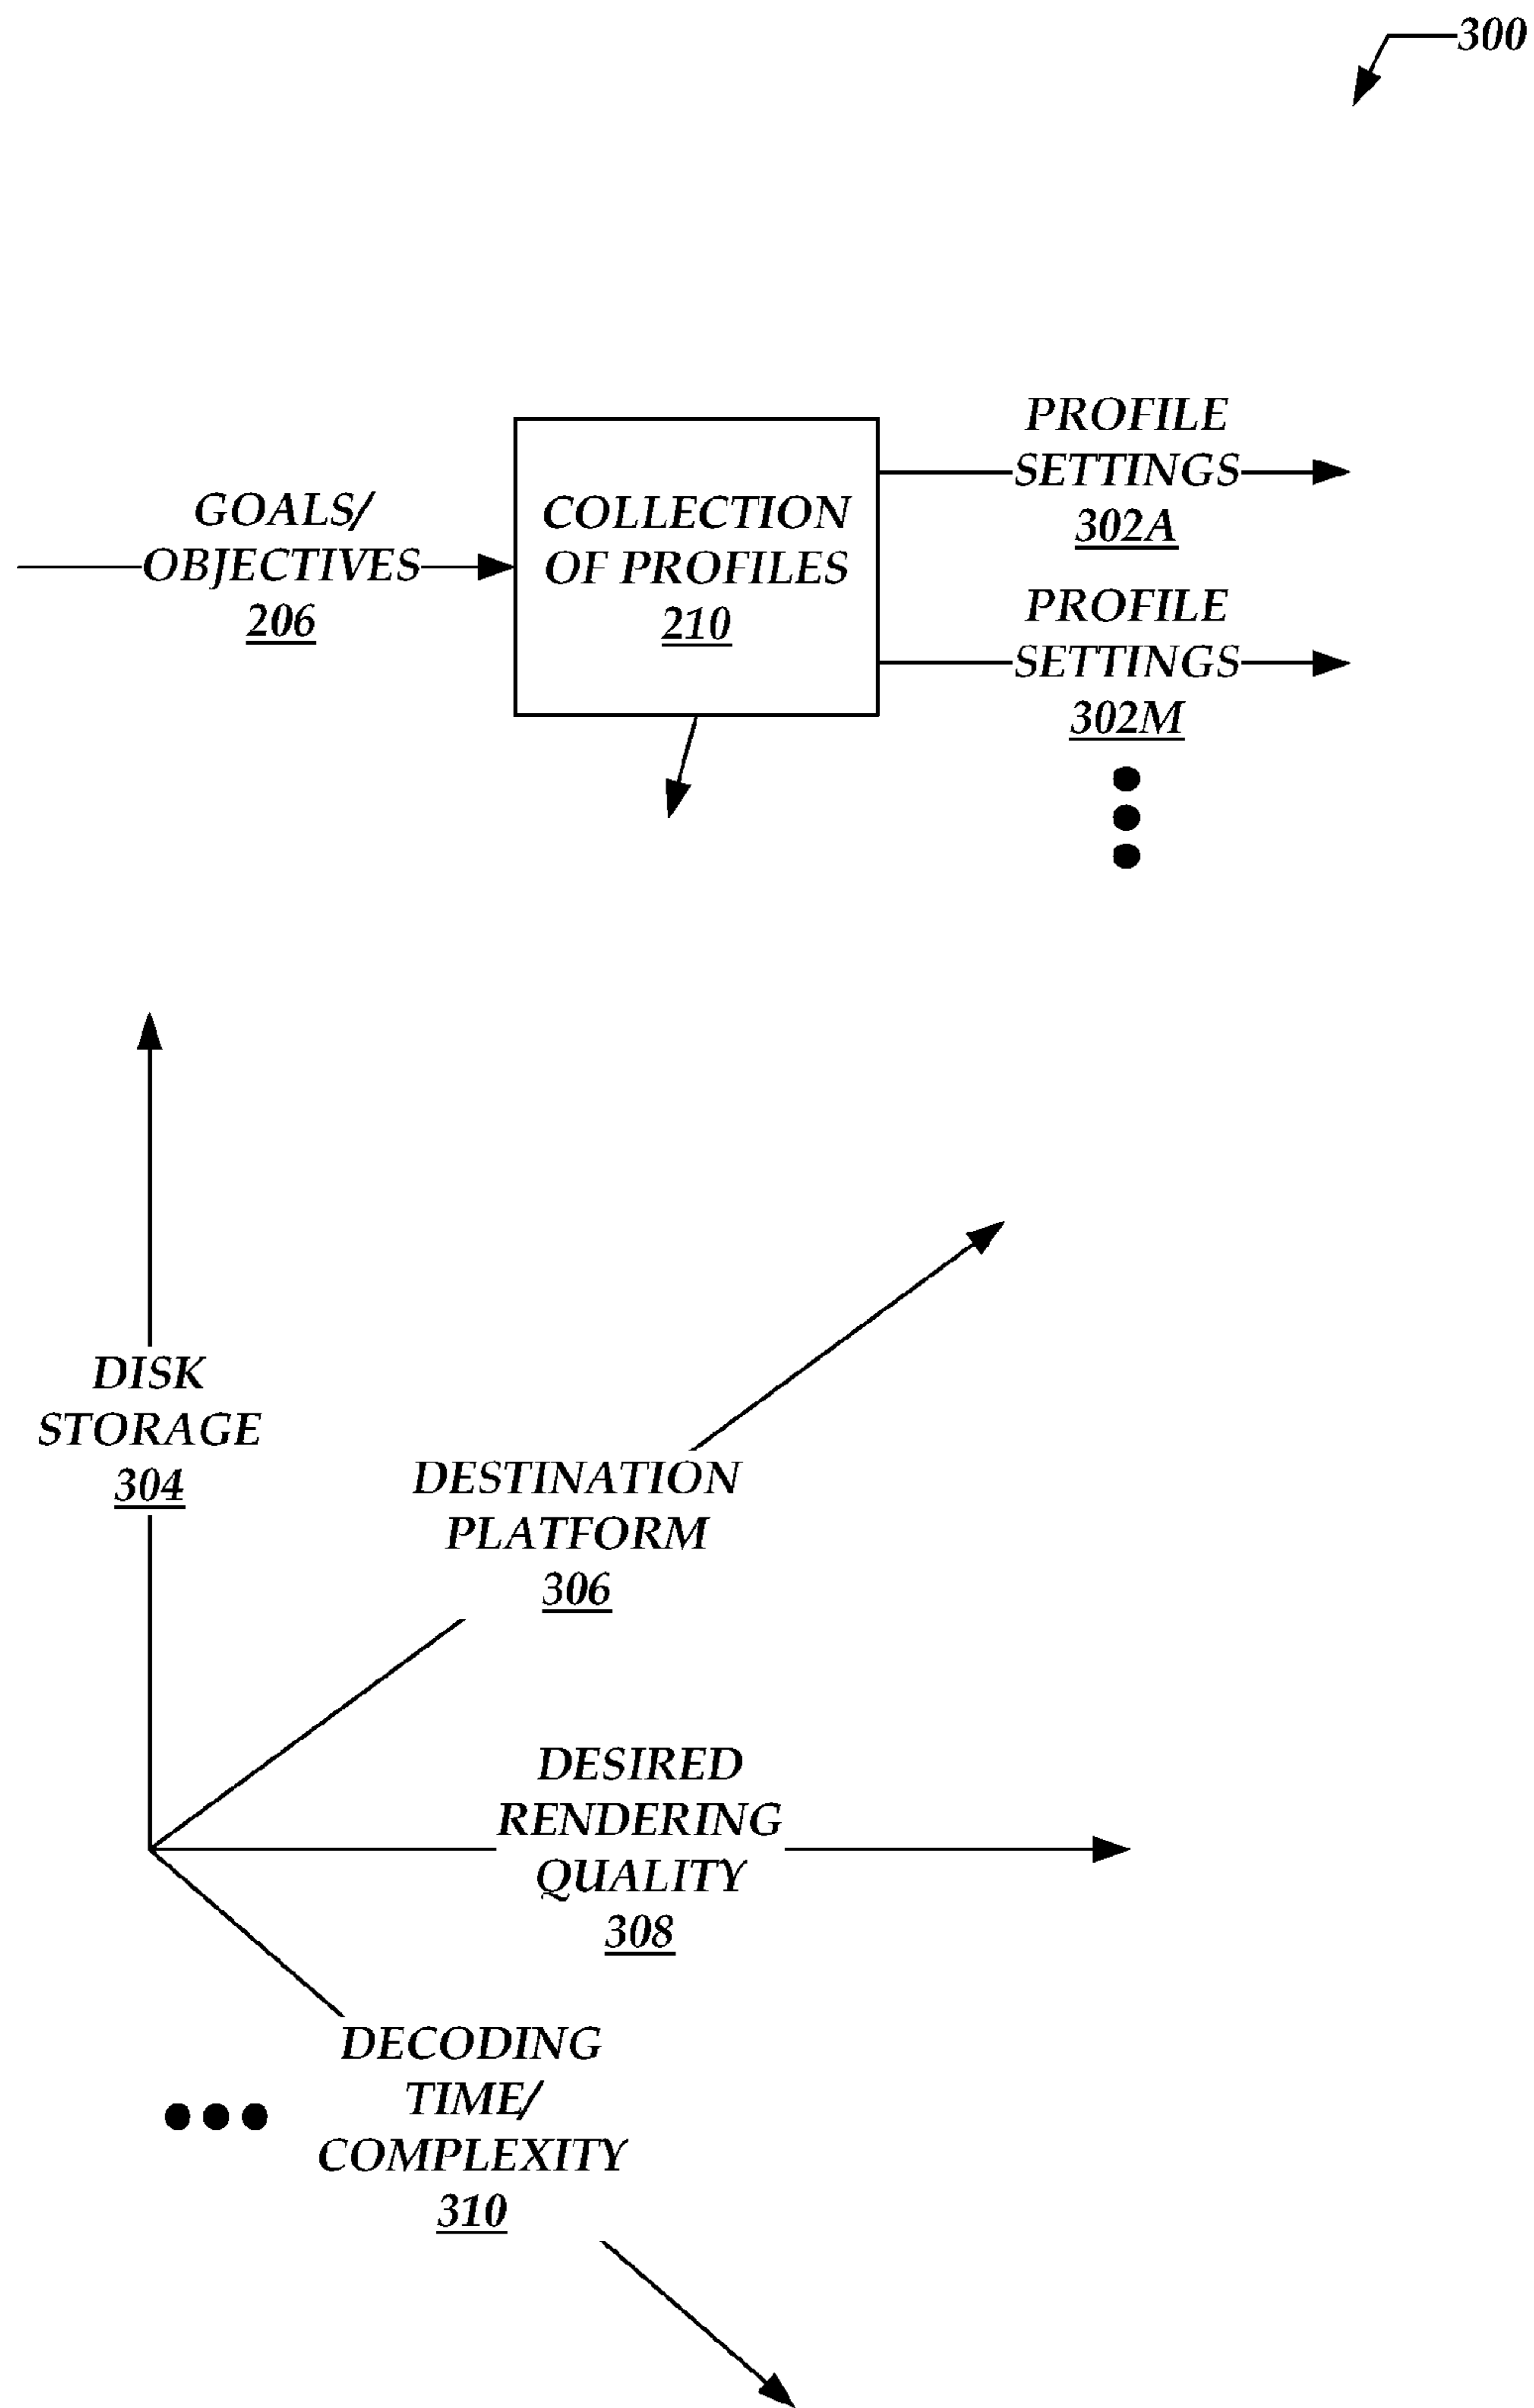 300
GOALS/
OBJECTIVES
206
COLLECTION
OF PROFILES
210
PROFILE
SETTINGS
302A
PROFILE
SETTINGS
302M
DISK
STORAGE
304
DESTINATION
PLATFORM
306
DESIRED
RENDERING
QUALITY
308
DECODING
TIME/
COMPLEXITY
310